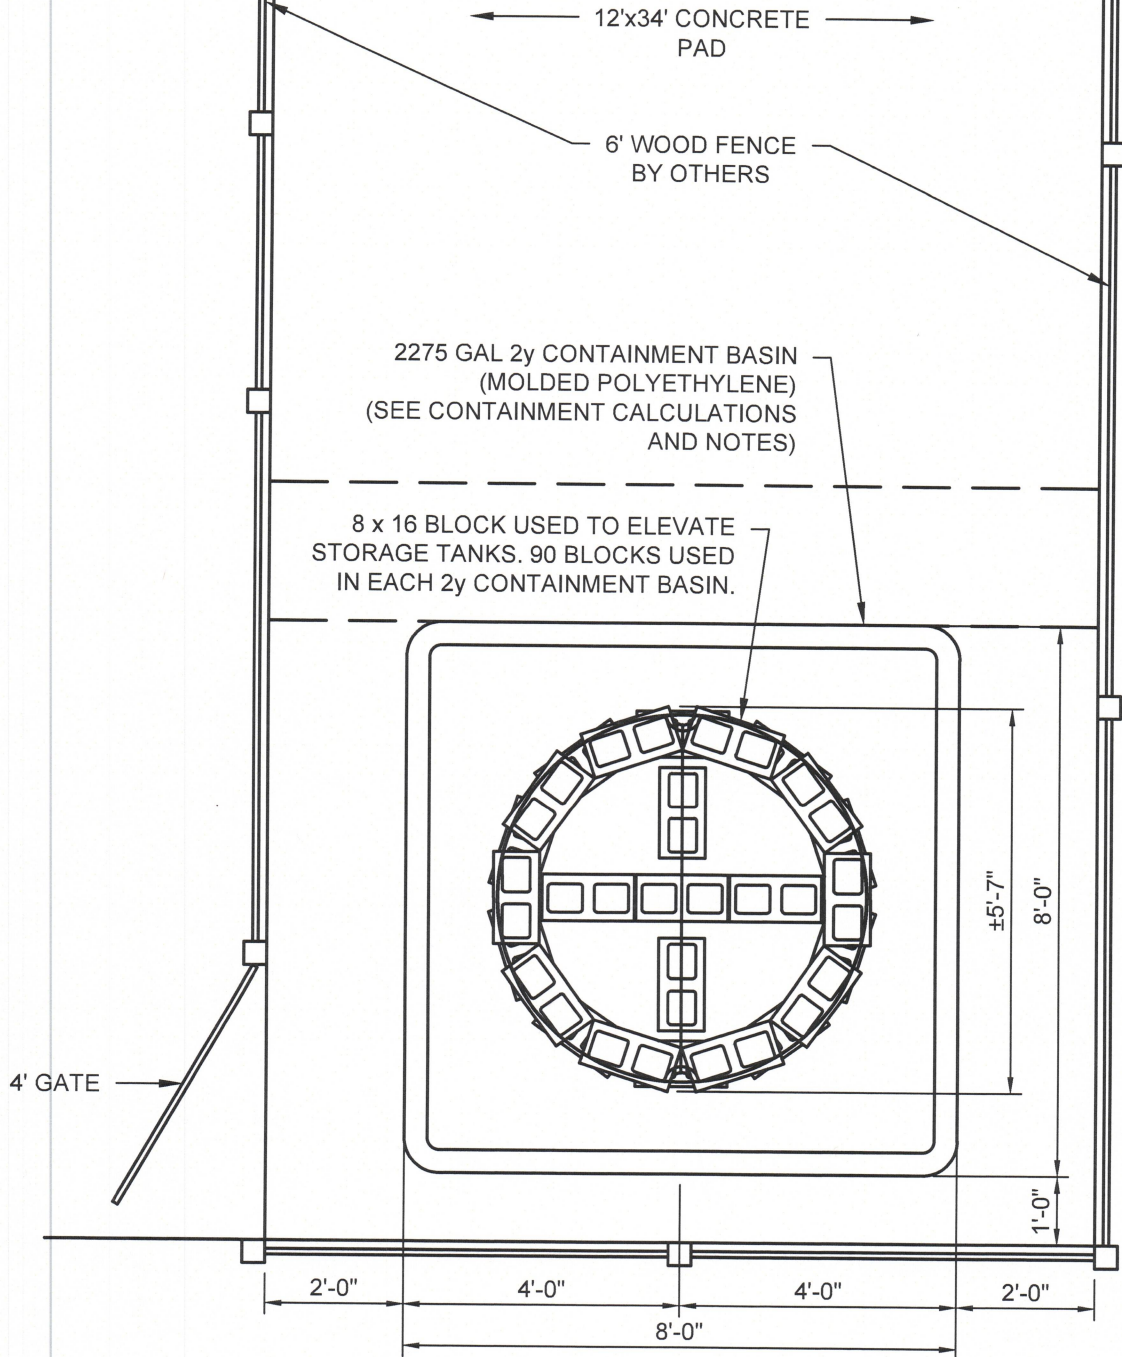 12'x34' CONCRETE
PAD
6' WOOD FENCE
BY OTHERS
2275 GAL 2y CONTAINMENT BASIN
(MOLDED POLYETHYLENE)
(SEE CONTAINMENT CALCULATIONS
AND NOTES)
8 x 16 BLOCK USED TO ELEVATE
STORAGE TANKS. 90 BLOCKS USED
IN EACH 2y CONTAINMENT BASIN.
±5'-7"
8'-0"
4' GATE
1'-0"
2'-0"
4'-0"
4'-0"
2'-0"
8'-0"